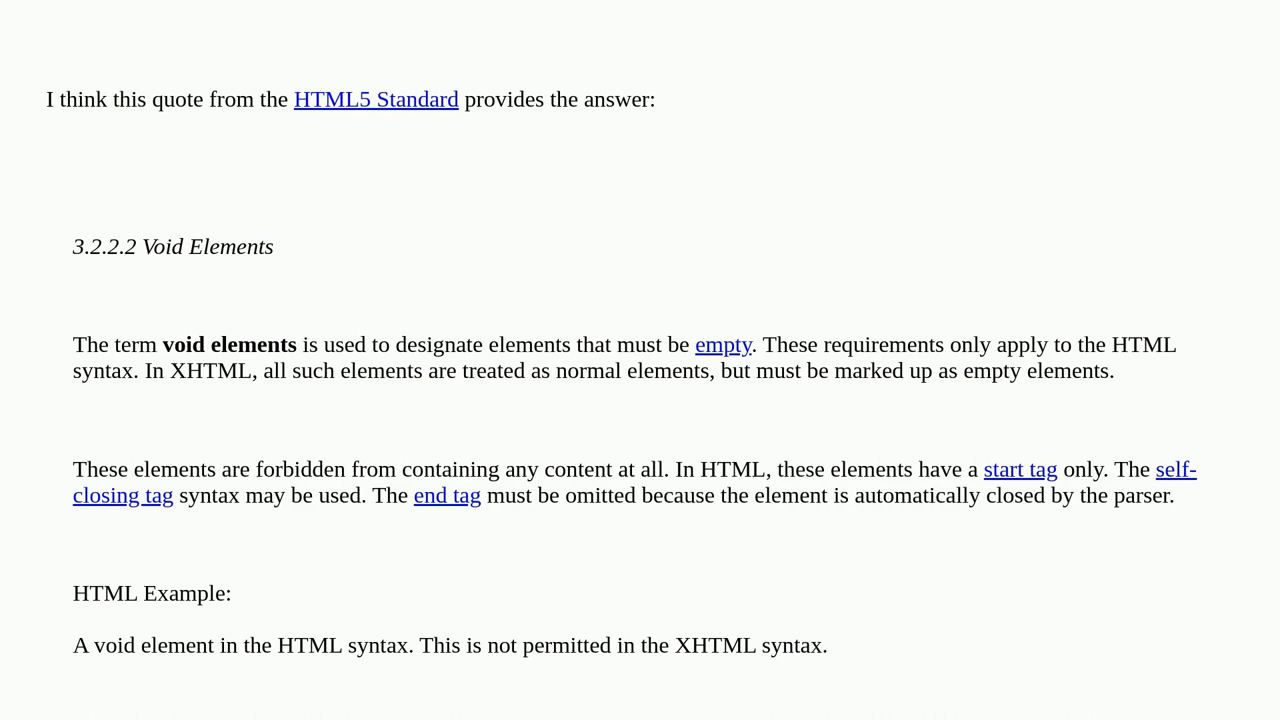 I think this quote from the HTML5 Standard provides the answer:
3.2.2.2 Void Elements
The term void elements is used to designate elements that must be empty. These requirements only apply to the HTML
syntax. In XHTML, all such elements are treated as normal elements, but must be marked up as empty elements.
These elements are forbidden from containing any content at all. In HTML, these elements have a start tag only. The self-
closing tag syntax may be used. The end tag must be omitted because the element is automatically closed by the parser.
HTML Example:
A void element in the HTML syntax. This is not permitted in the XHTML syntax.